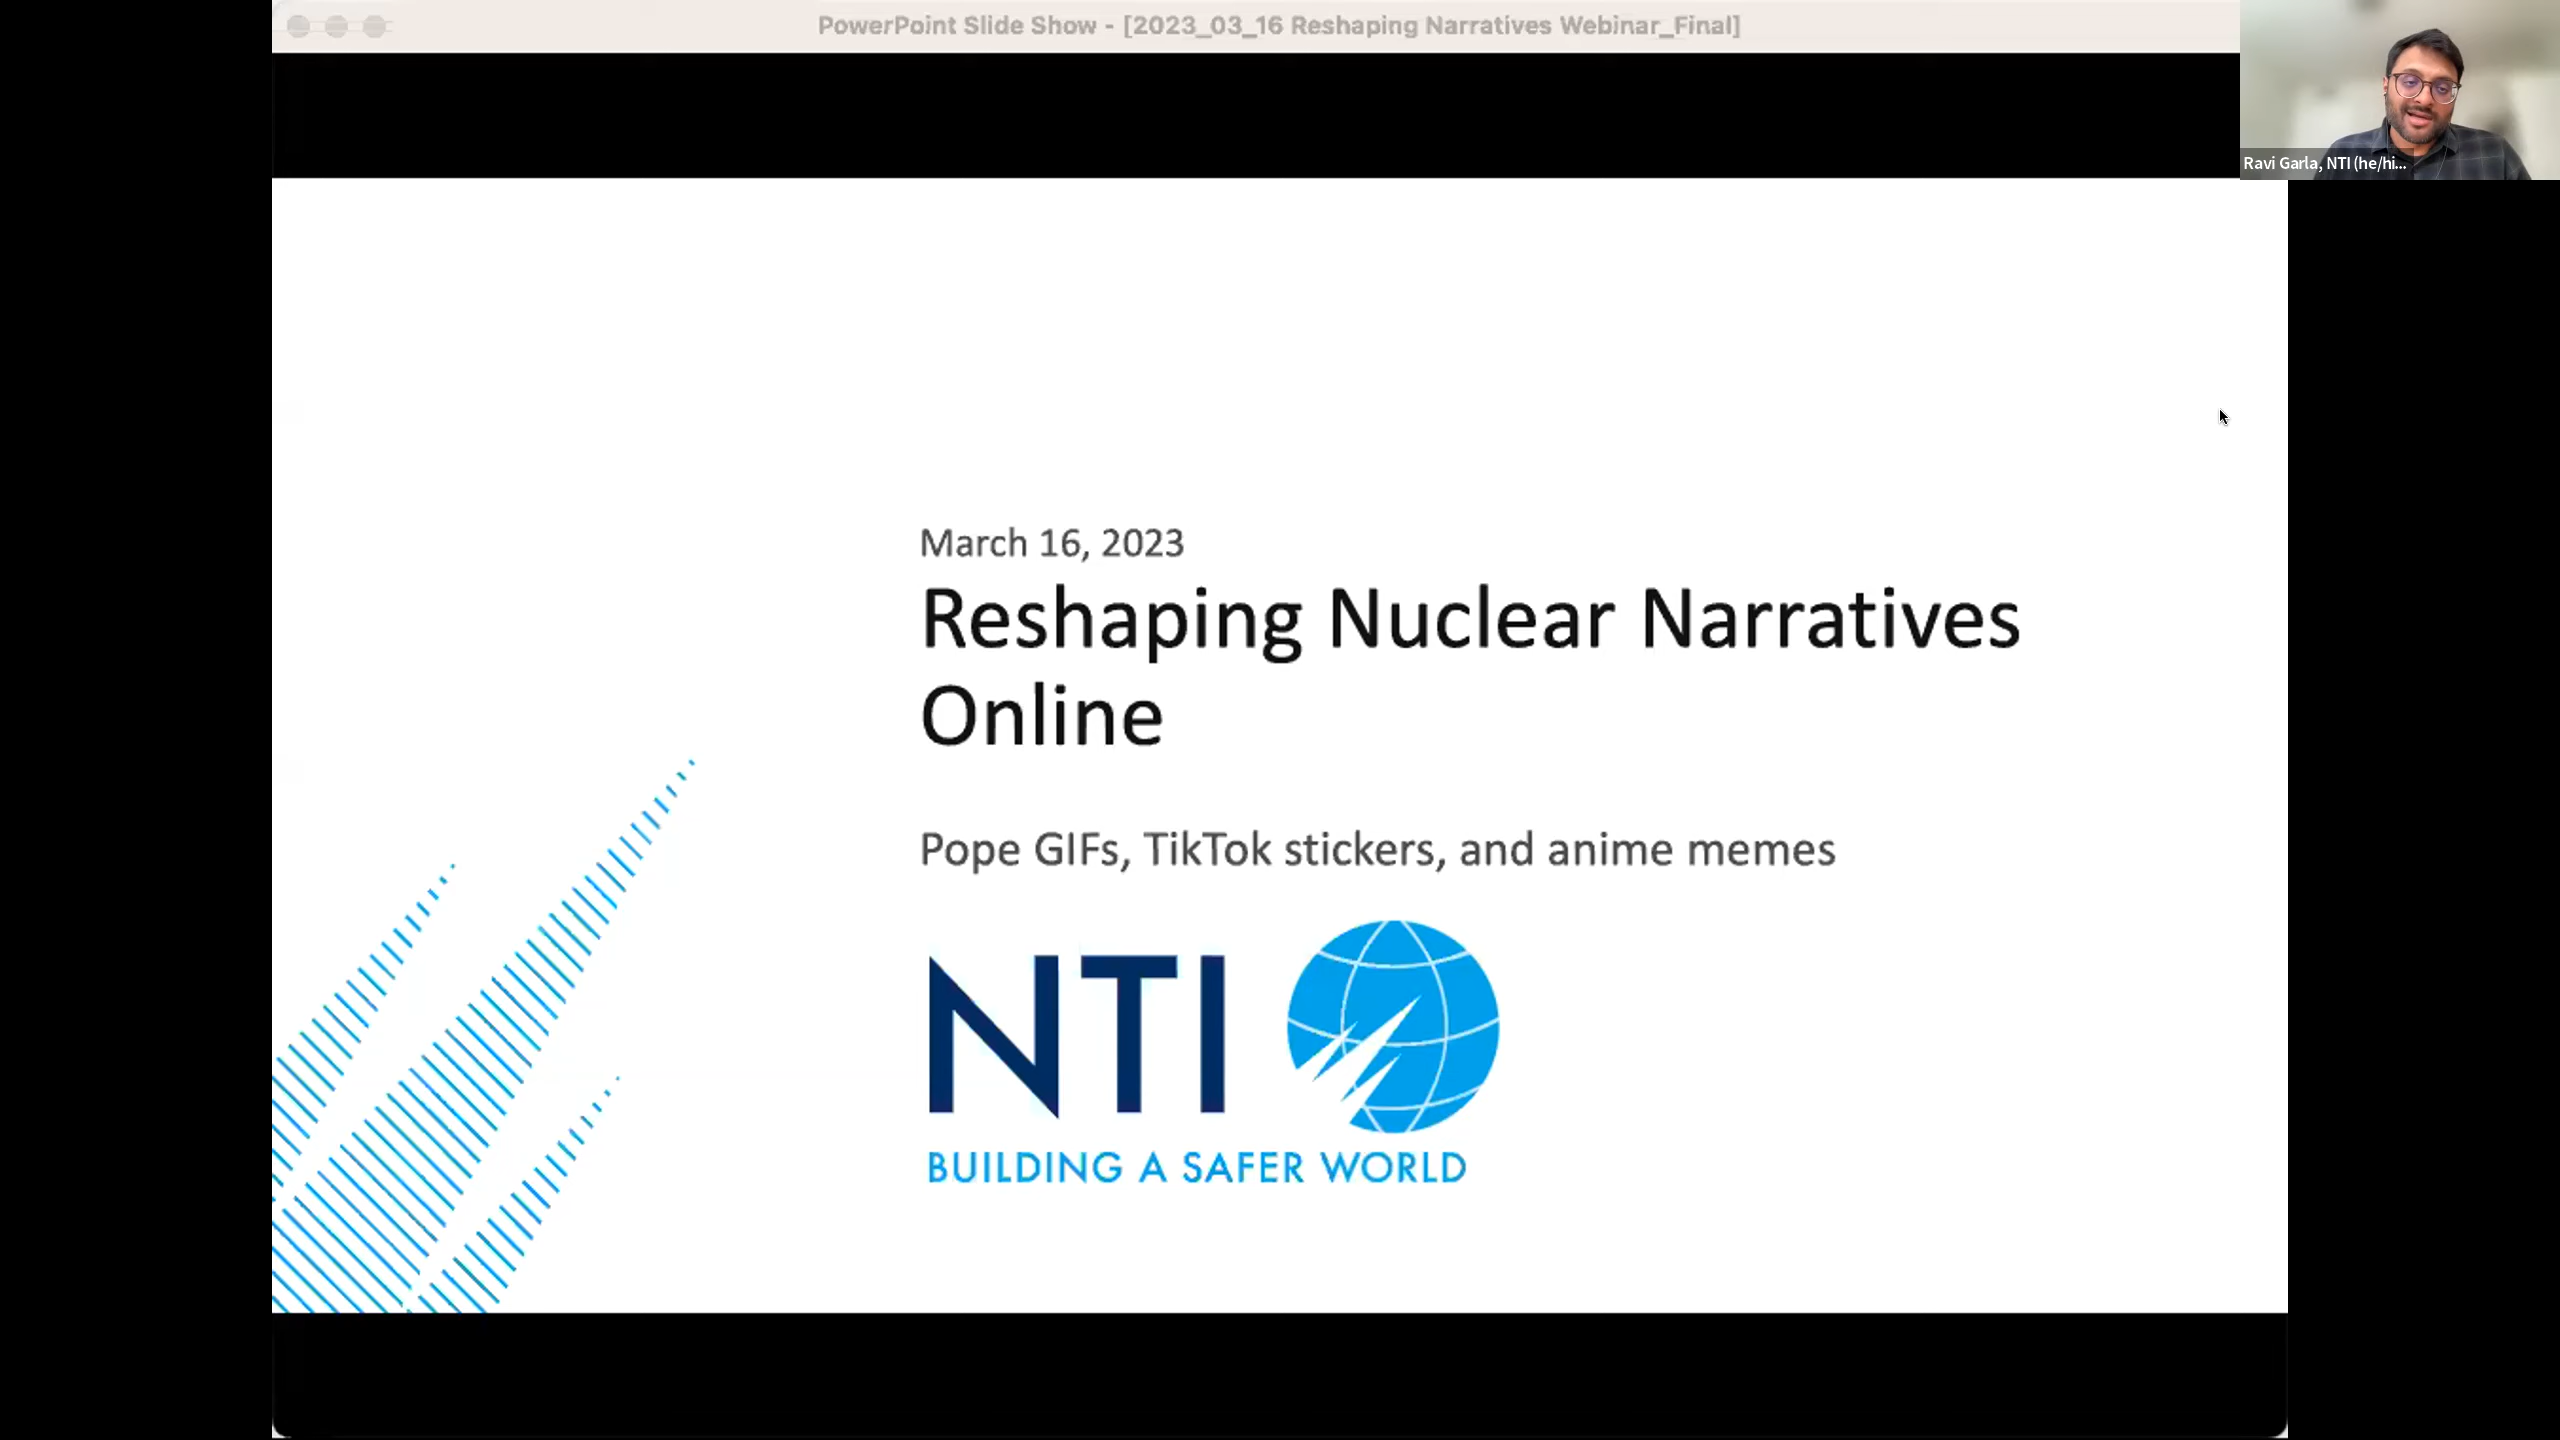 PowerPoint Slide Show - [2023_03_16 Reshaping Narratives Webinar_Final]
Ravi Garla, NTI (he/hi...
March 16, 2023
Reshaping Nuclear Narratives
Online
Pope GIFs, TikTok stickers, and anime memes
NTI
BUILDING A SAFER WORLD